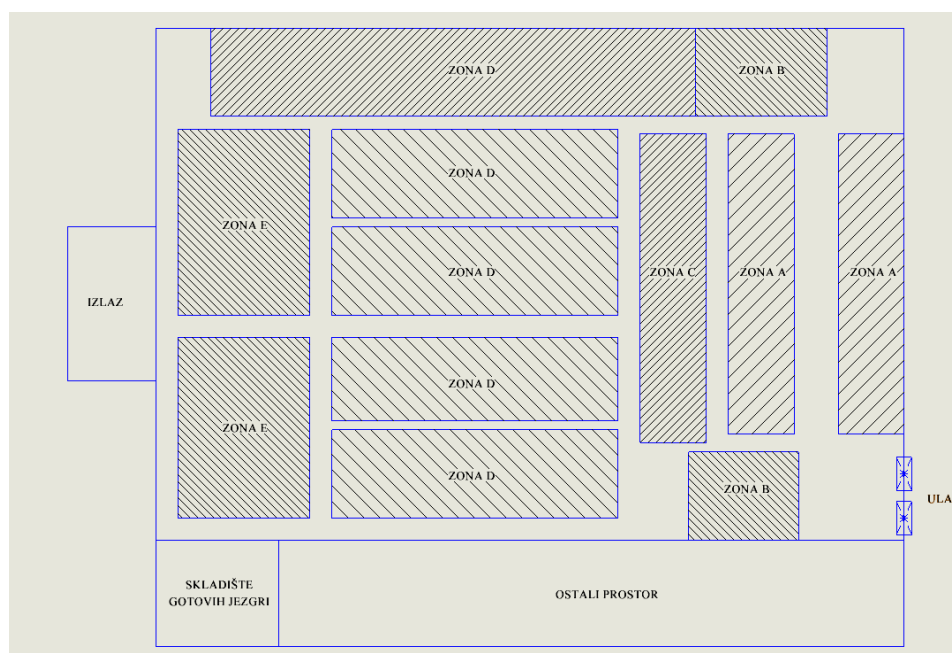 ZONA D
ZONA B
ZONA D
ZONA E
ZONA D
ZONA C
ZONA A
ZONA A
IZLAZ
ZONA D
ZONA E
ZONA D
ZONA B
ULA
SKLADIŠTE
GOTOVIH JEZGRI
OSTALI PROSTOR